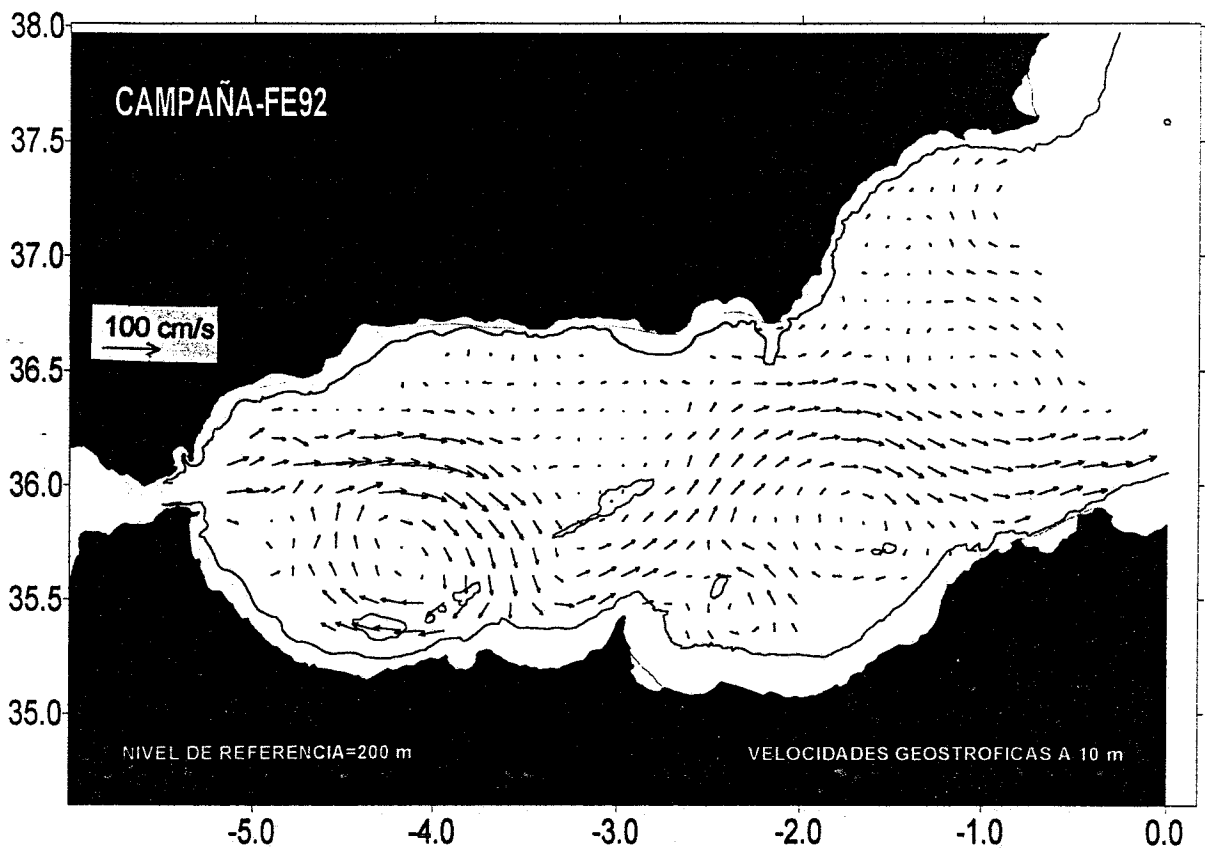 38.0
CAMPAÑA-FE92
37.5
37.0
100 cm/s
36.5
36.0
35.5
35.0
NIVEL DE REFERENCIA=200 m
VELOCIDADES GEOSTROFICAS A 10 m
-5.0 -4.0 -3.0 -2.0 -1.0 0.0